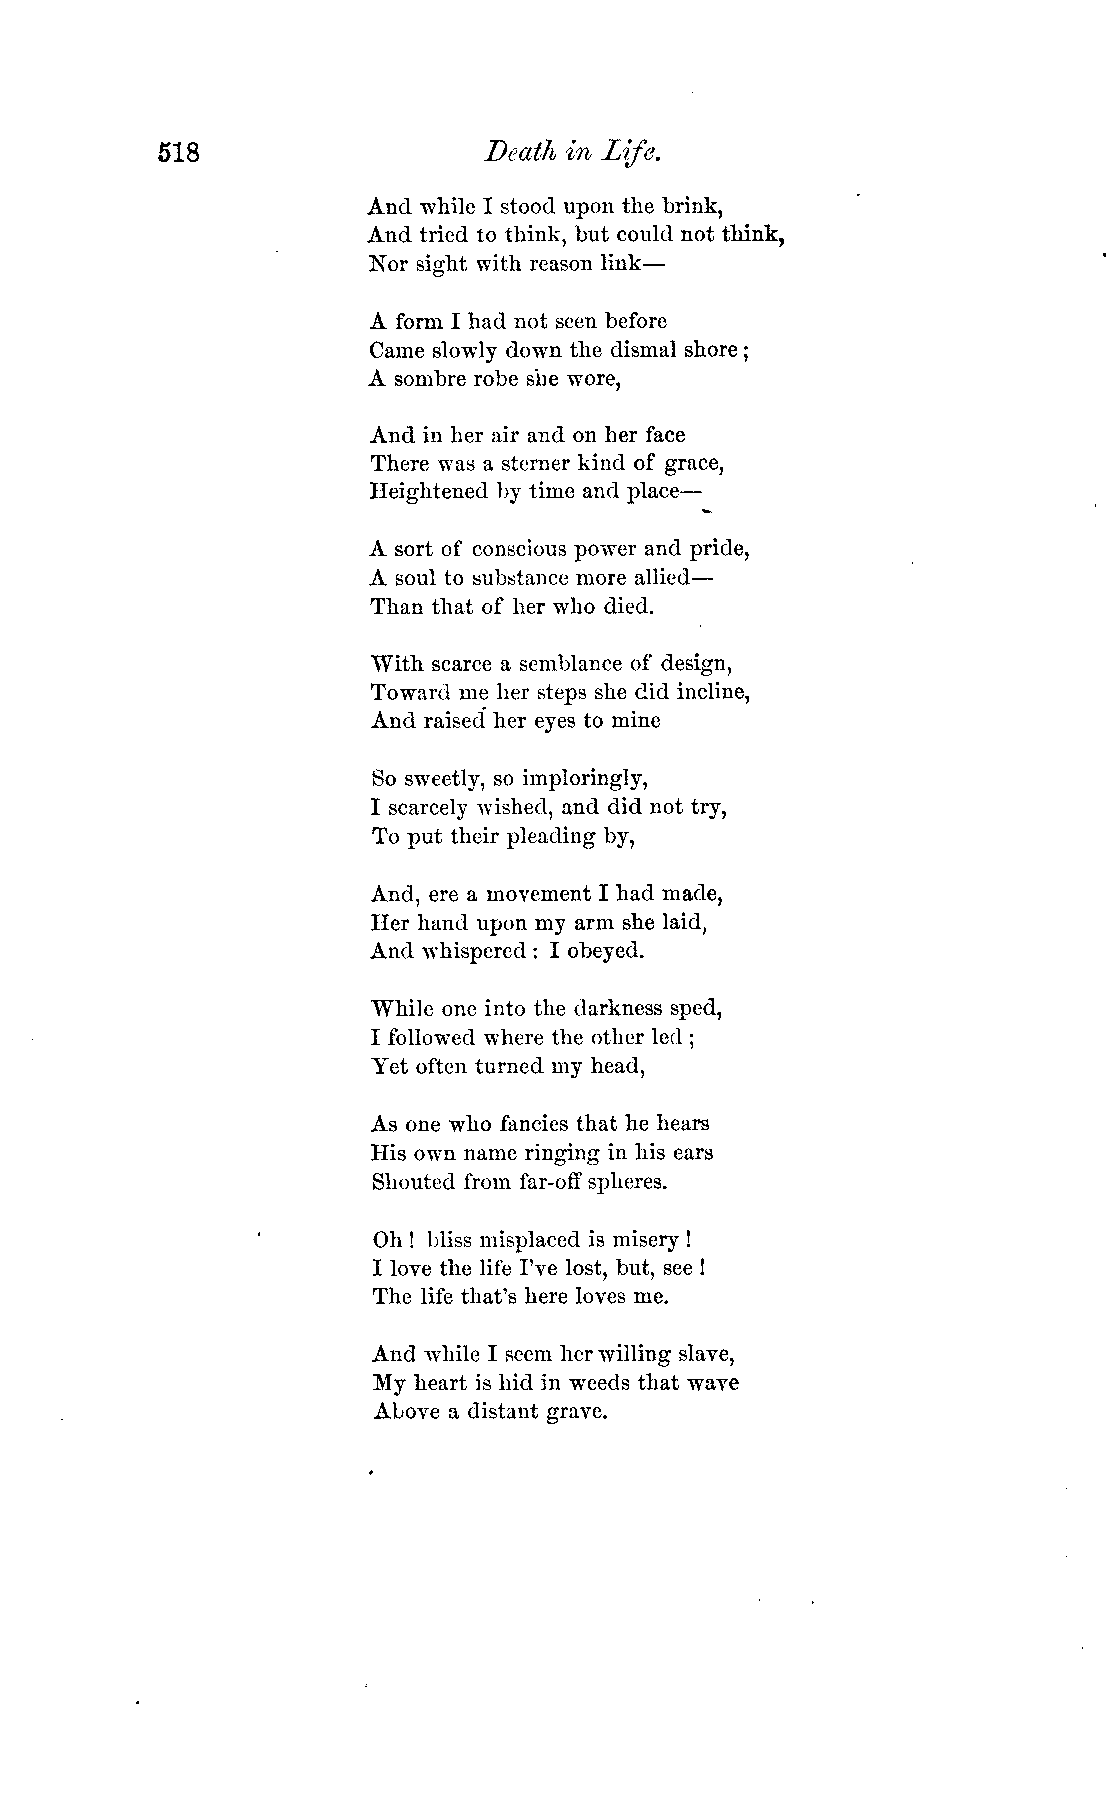 518 Death in Life.
And while I stood upon the brink,
And tried to think, but could not think,
Nor sight with reason link—
A form I had not seen before
Came slowly down the dismal shore;
A sombre robe she wore,
And in her air and on her face
There was a sterner kind of grace,
Heightened by time and place—
A sort of conscious power and pride,
A soul to substance more allied—
Than that of her who died.
With scarce a semblance of design,
Toward me her steps she did incline,
And raised her eyes to mine
So sweetly, so imploringly,
I scarcely wished, and did not try,
To put their pleading by,
And, ere a movement I had made,
Her hand upon my arm she laid,
And whispered: I obeyed.
While one into the darkness sped,
I followed where the other led;
Yet often turned my head,
As one who fancies that he hears
His own name ringing in his ears
Shouted from far-off spheres.
Oh! bliss misplaced is misery!
I love the life I've lost, but, see!
The life that's here loves me.
And while I seem her willing slave,
My heart is hid in weeds that wave
Above a distant grave.